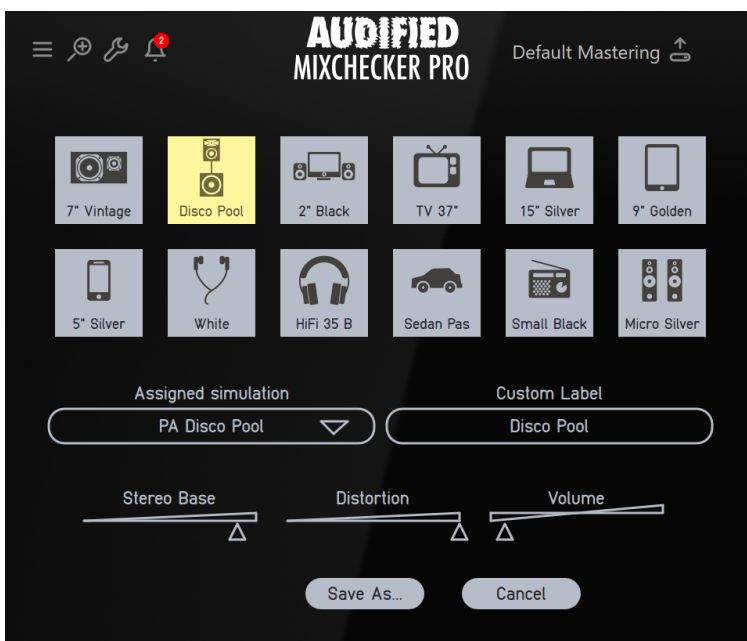 AUDIFIED
MIXCHECKER PRO
2
Default Mastering
7" Vintage
Disco Pool
2" Black
TV 37"
15" Silver
9" Golden
5" Silver
White
HiFi 35 B
Sedan Pas
Small Black
Micro Silver
Assigned simulation
Custom Label
PA Disco Pool
Disco Pool
Stereo Base
Distortion
Volume
Save As...
Cancel